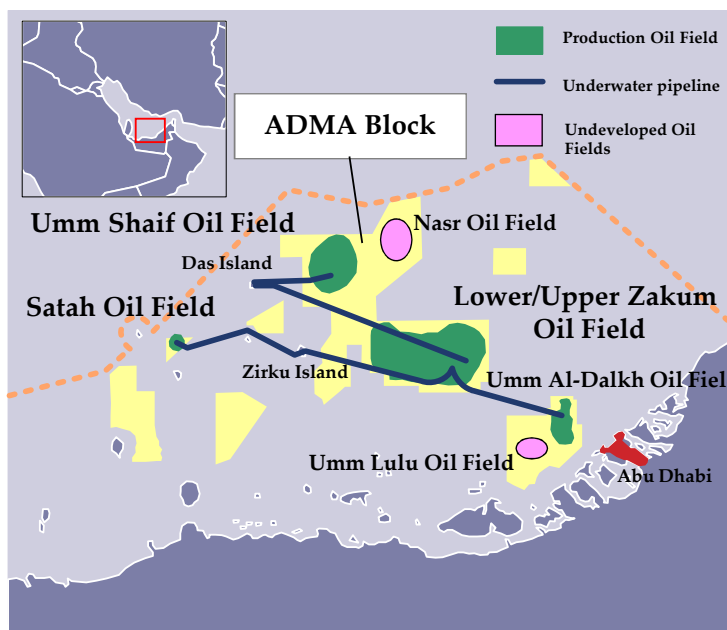 Production Oil Field
Underwater pipeline
ADMA Block
Undeveloped Oil
Fields
Umm Shaif Oil Field
Nasr Oil Field
Das Island
Satah Oil Field
Lower/Upper Zakum
Oil Field
Zirku Island
Umm Al-Dalkh Oil Fiel
Umm Lulu Oil Field
Abu Dhabi